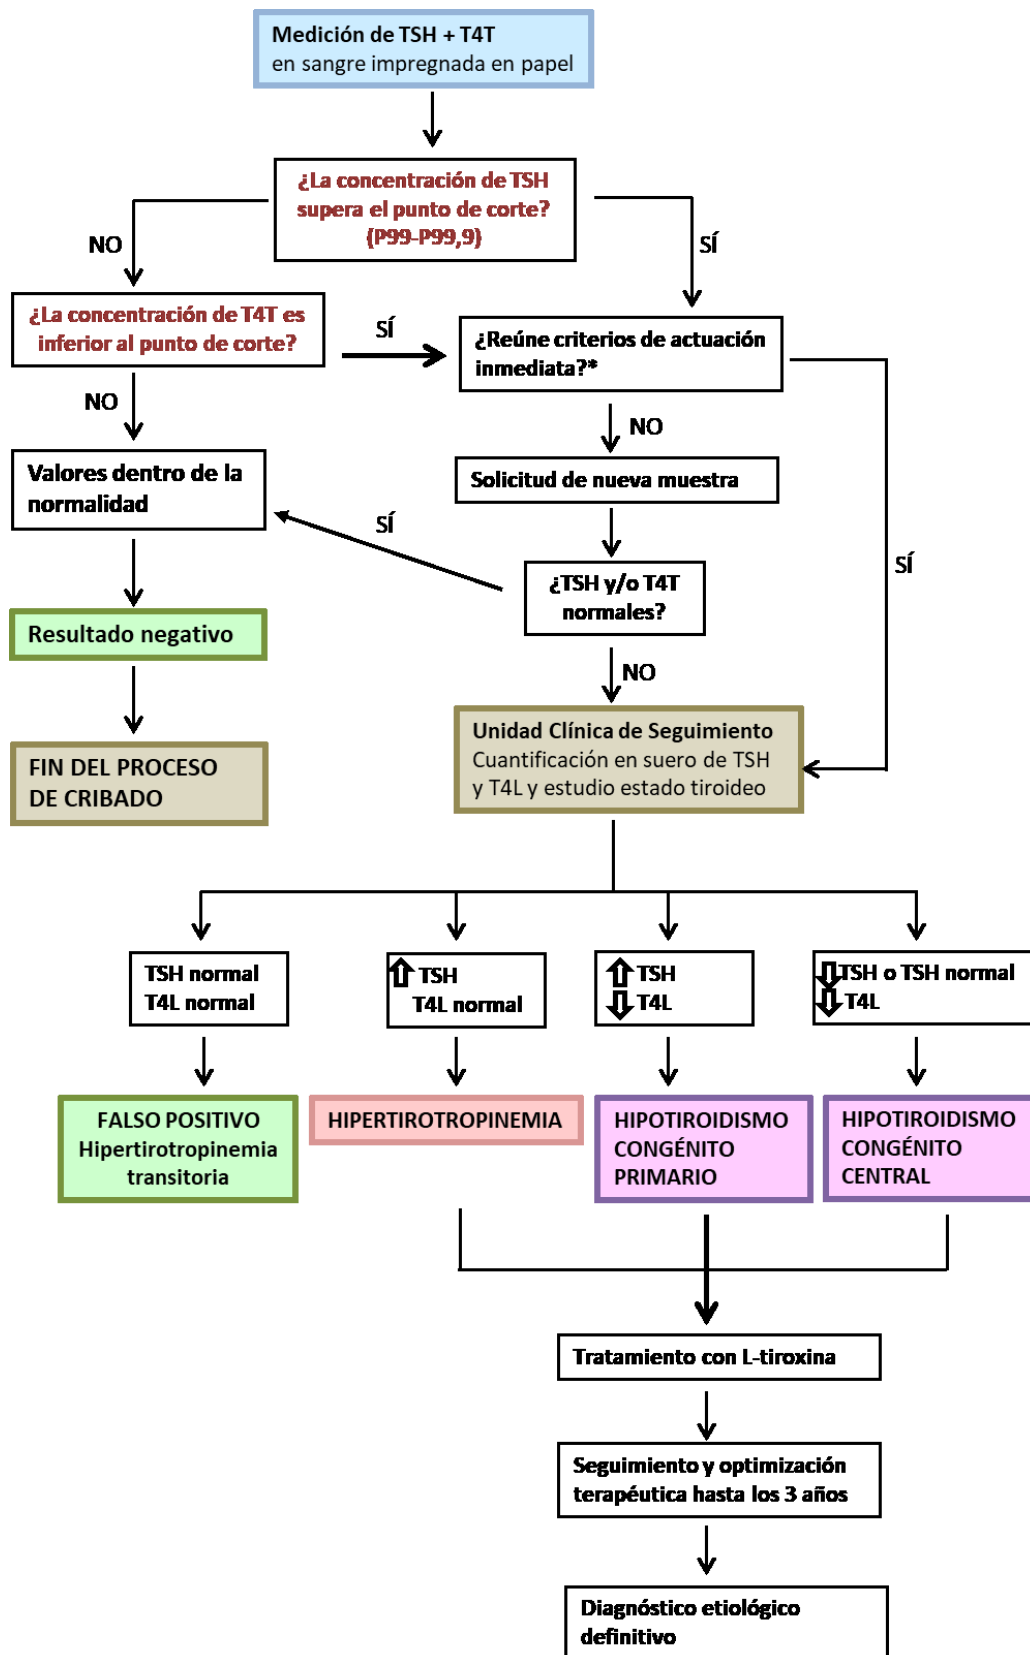 Medición de TSH + T4T
en sangre impregnada en papel
¿La concentración de TSH
supera el punto de corte?
(P99-P99,9)
NO
SÍ
¿La concentración de T4T es
inferior al punto de corte?
SÍ
¿Reúne criterios de actuación
inmediata?*
NO
NO
Valores dentro de la
normalidad
Solicitud de nueva muestra
SÍ
SÍ
¿TSH y/o T4T
normales?
Resultado negativo
NO
FIN DEL PROCESO
DE CRIBADO
Unidad Clínica de Seguimiento
Cuantificación en suero de TSH
y T4L y estudio estado tiroideo
TSH normal
T4L normal
TSH
T4L normal
TSH
T4L
TSH o TSH normal
T4L
FALSO POSITIVO
Hipertirotropinemia
transitoria
HIPERTIROTROPINEMIA
HIPOTIROIDISMO
CONGÉNITO
PRIMARIO
HIPOTIROIDISMO
CONGÉNITO
CENTRAL
Tratamiento con L-tiroxina
Seguimiento y optimización
terapéutica hasta los 3 años
Diagnóstico etiológico
definitivo